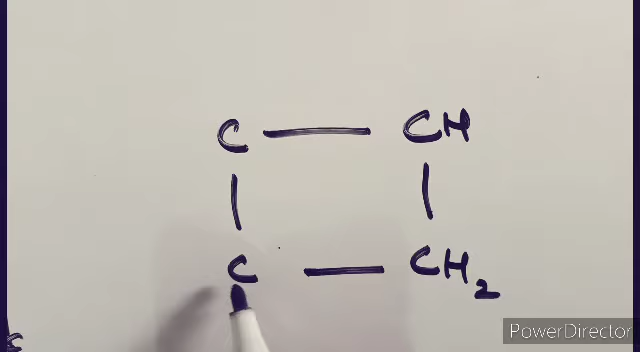 C — CH
| |
C — CH₂
PowerDirector